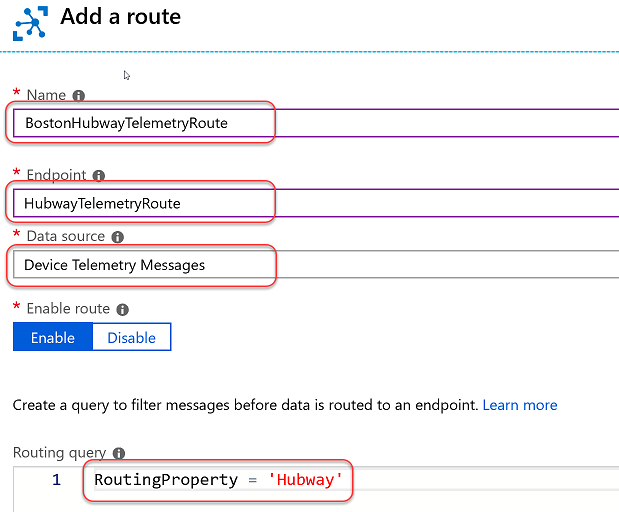 Add a route
* Name
BostonHubwayTelemetryRoute
* Endpoint
HubwayTelemetryRoute
* Data source
Device Telemetry Messages
* Enable route
Enable Disable
Create a query to filter messages before data is routed to an endpoint. Learn more
Routing query
1 RoutingProperty = 'Hubway'